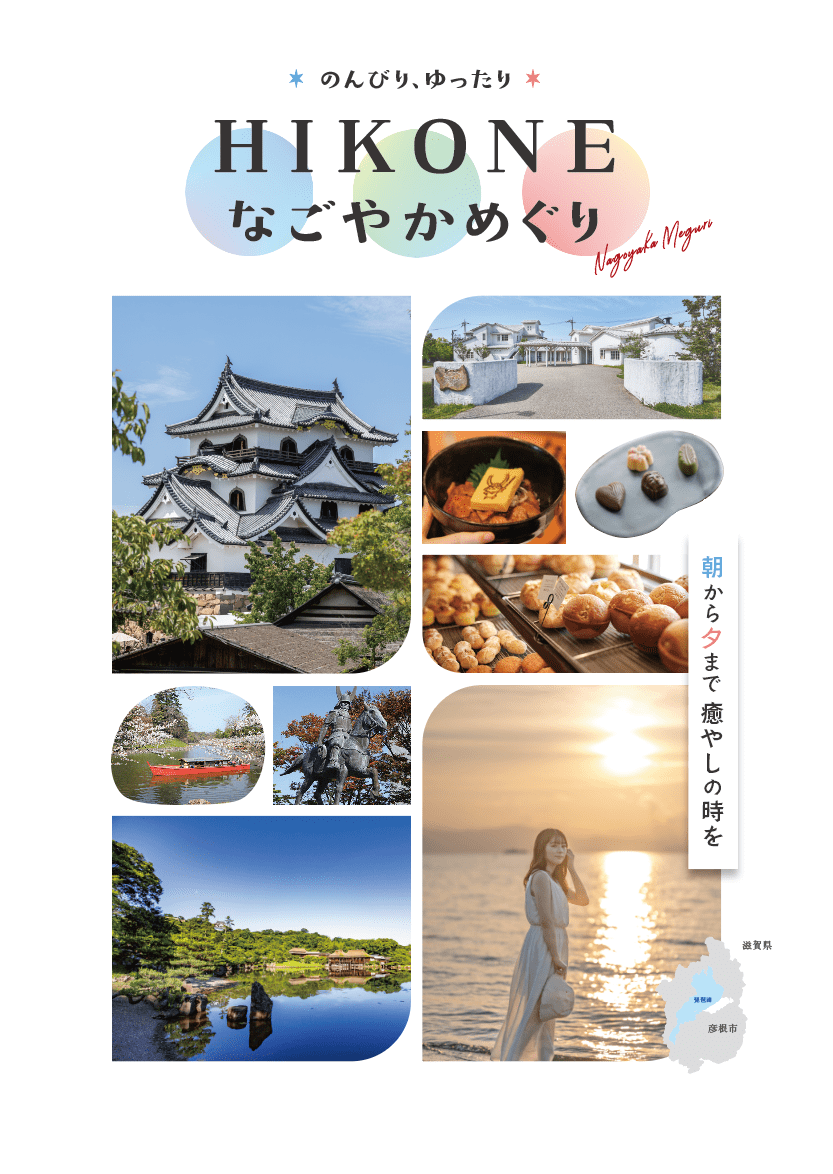 のんびり、ゆったり
HIKONE
なごやかめぐり
Nagoyaka Meguri
朝から夕まで 癒やしの時を
滋賀県
琵琶湖
彦根市